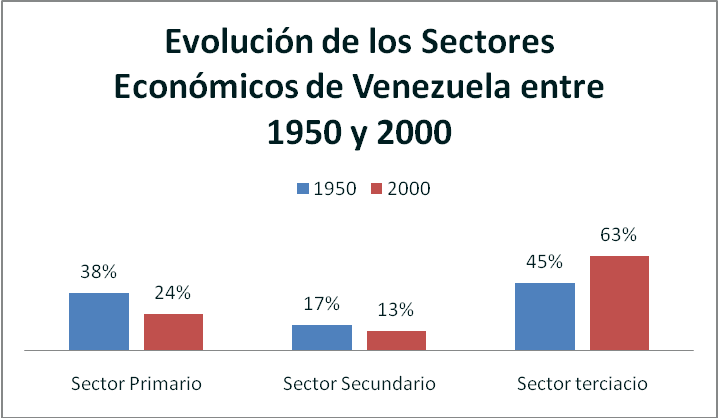 Evolución de los Sectores
Económicos de Venezuela entre
1950 y 2000
1950 2000
38%
24%
17%
13%
45%
63%
Sector Primario
Sector Secundario
Sector terciacio